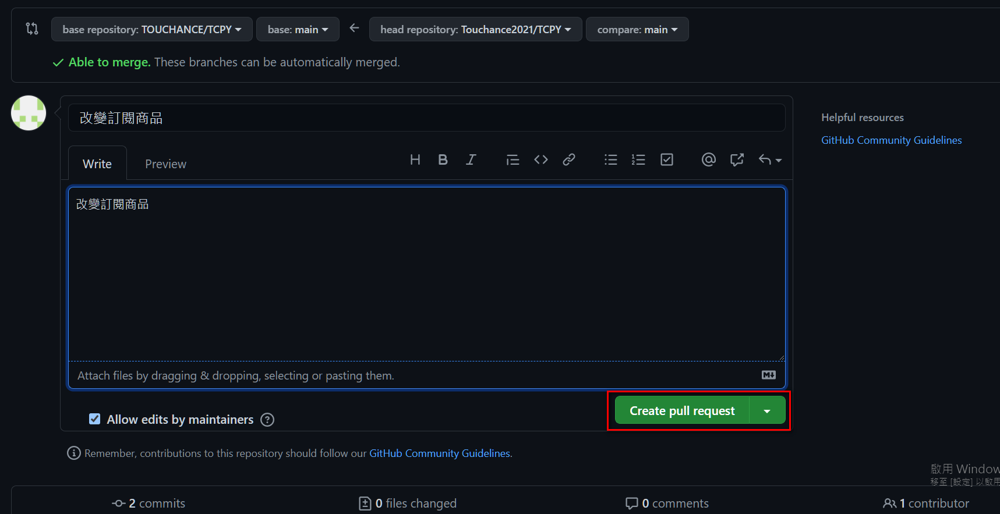 base repository: TOUCHANCE/TCPY base: main head repository: Touchance2021/TCPY compare: main
Able to merge. These branches can be automatically merged.
改變訂閱商品
Helpful resources
GitHub Community Guidelines
Write Preview
改變訂閱商品
Attach files by dragging & dropping, selecting or pasting them.
Allow edits by maintainers
Create pull request
Remember, contributions to this repository should follow our GitHub Community Guidelines.
啟用 Window
移至 [設定] 以啟用
2 commits 0 files changed 0 comments 1 contributor